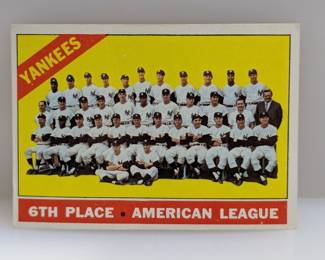 YANKEES
6TH PLACE • AMERICAN LEAGUE